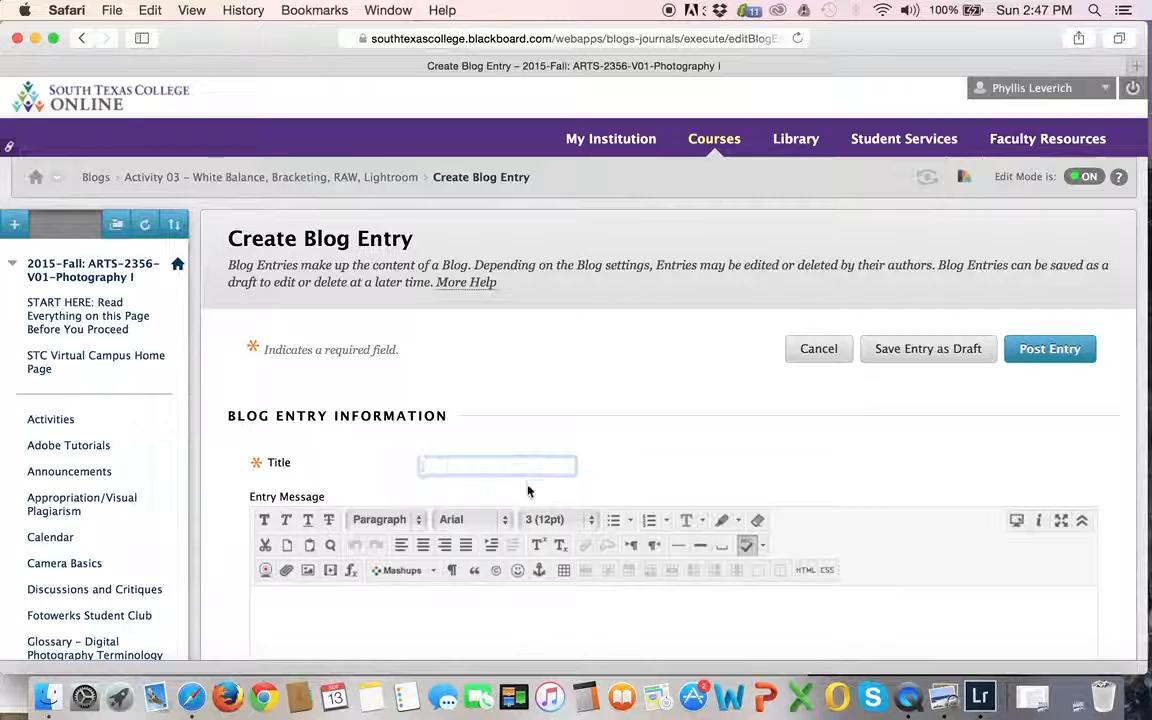 Safari File Edit View History Bookmarks Window Help
100% Sun 2:47 PM
southtexascollege.blackboard.com/webapps/blogs-journals/execute/editBlogE
Create Blog Entry – 2015-Fall: ARTS-2356-V01-Photography I
SOUTH TEXAS COLLEGE
ONLINE
Phyllis Leverich
My Institution Courses Library Student Services Faculty Resources
Blogs Activity 03 – White Balance, Bracketing, RAW, Lightroom Create Blog Entry
Edit Mode is: ON ?
2015-Fall: ARTS-2356-
V01-Photography I
START HERE: Read
Everything on this Page
Before You Proceed
STC Virtual Campus Home
Page
Activities
Adobe Tutorials
Announcements
Appropriation/Visual
Plagiarism
Calendar
Camera Basics
Discussions and Critiques
Fotowerks Student Club
Glossary – Digital
Photography Terminology
Create Blog Entry
Blog Entries make up the content of a Blog. Depending on the Blog settings, Entries may be edited or deleted by their authors. Blog Entries can be saved as a
draft to edit or delete at a later time. More Help
* Indicates a required field.
Cancel Save Entry as Draft Post Entry
BLOG ENTRY INFORMATION
* Title
Entry Message
T T T T Paragraph Arial 3 (12pt) T
Mashups HTML CSS
SEP
13
2
Lr